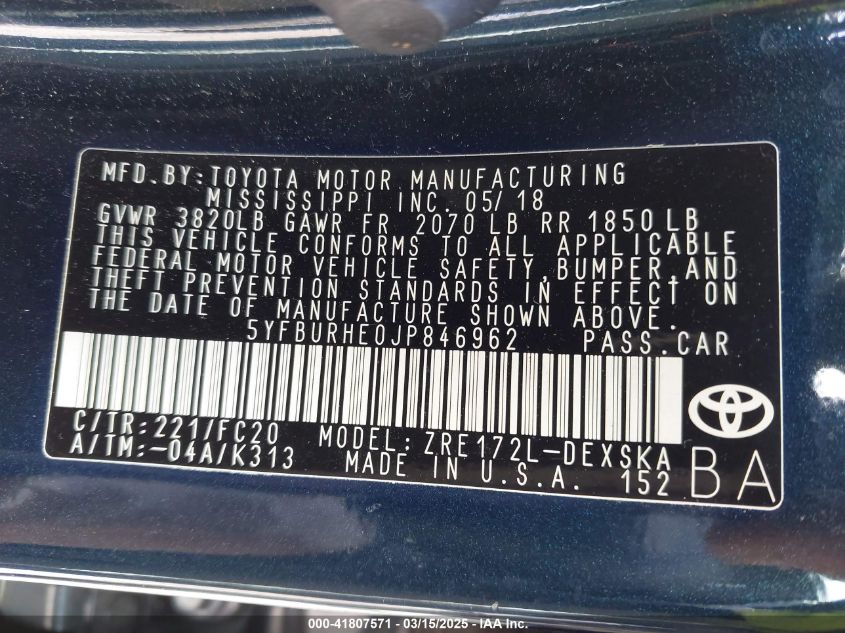 MFD.BY:TOYOTA MOTOR MANUFACTURING
MISSISSIPPI INC. 05/18
GVWR 3820LB GAWR FR 2070 LB RR 1850 LB
THIS VEHICLE CONFORMS TO ALL APPLICABLE
FEDERAL MOTOR VEHICLE SAFETY,BUMPER,AND
THEFT PREVENTION STANDARDS IN EFFECT ON
THE DATE OF MANUFACTURE SHOWN ABOVE.
5YFBURHE0JP846962 PASS.CAR
C/TR:221/FC20 MODEL:ZRE172L-DEXSKA
A/TM:-04A/K313 MADE IN U.S.A. 152 BA
000-41807571 - 03/15/2025 - IAA Inc.